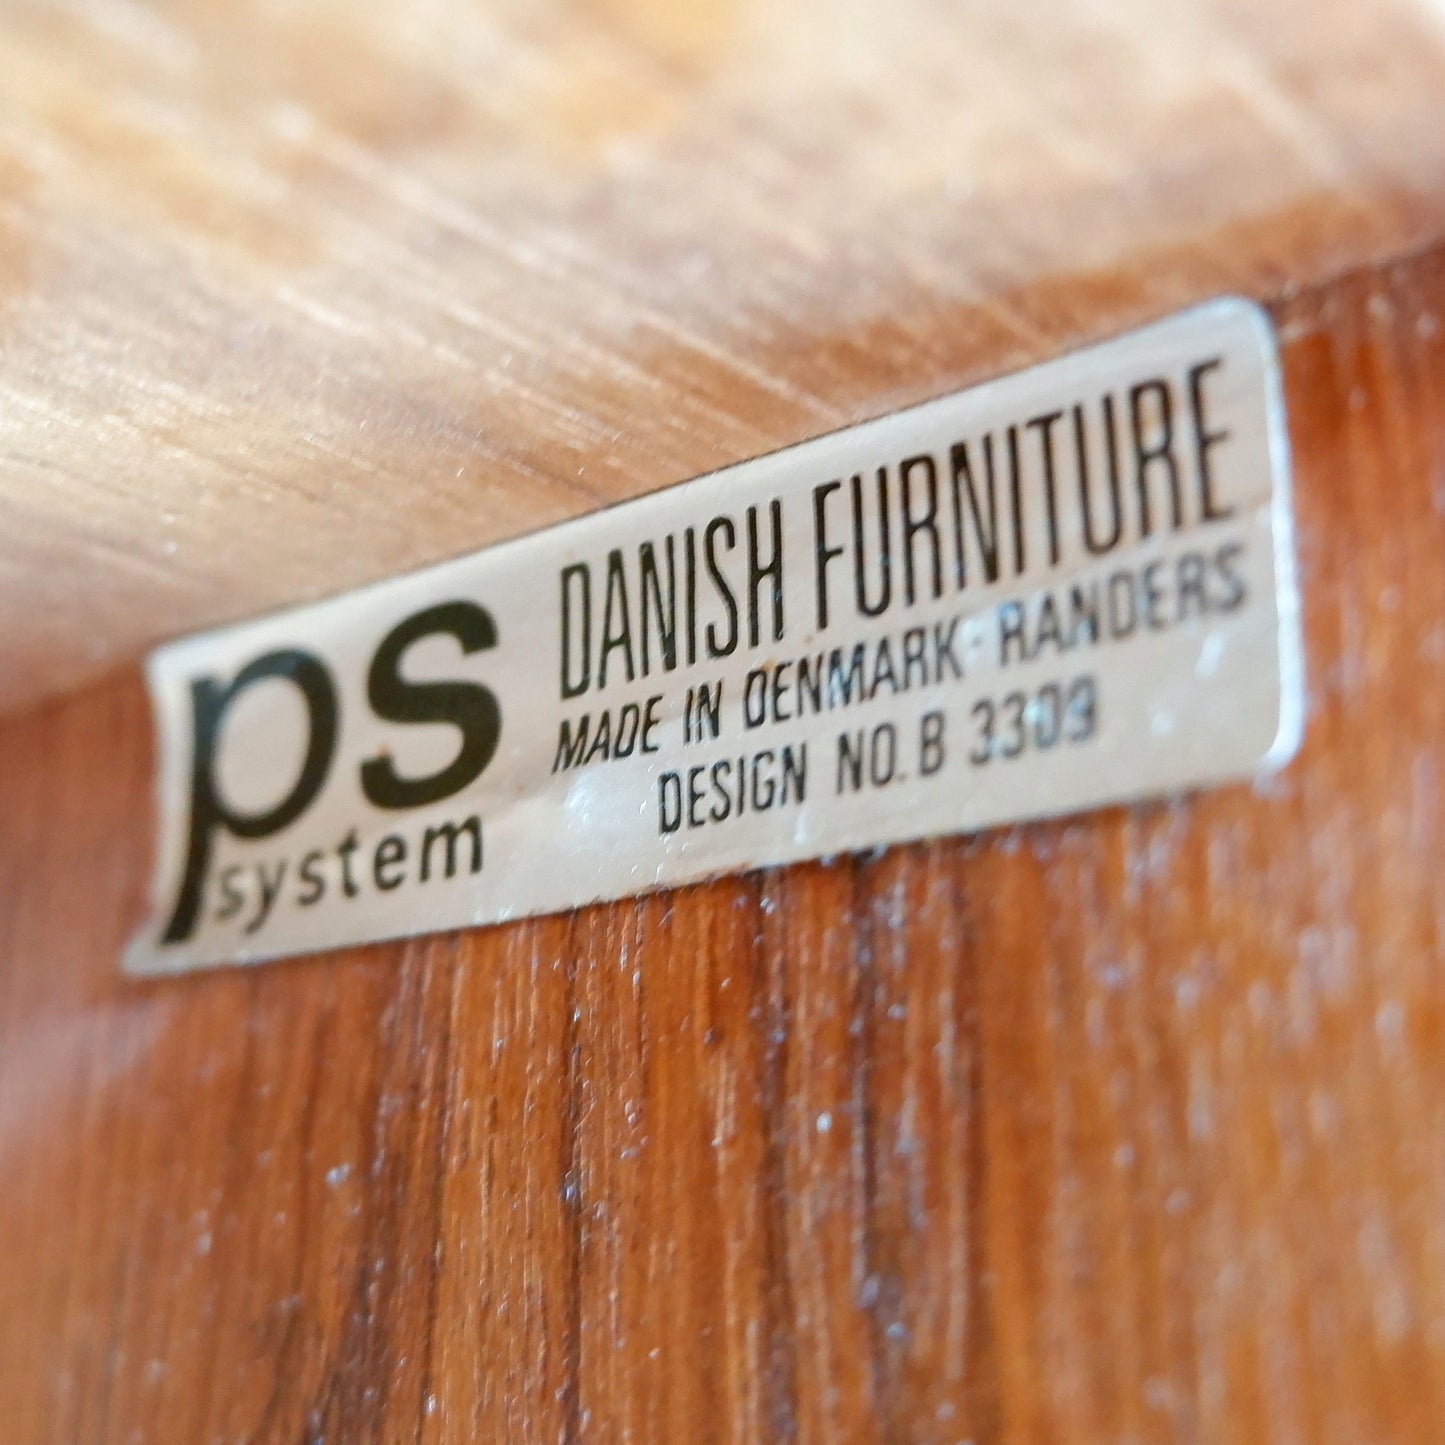 ps
system
DANISH FURNITURE
MADE IN DENMARK · RANDERS
DESIGN NO. B 3309